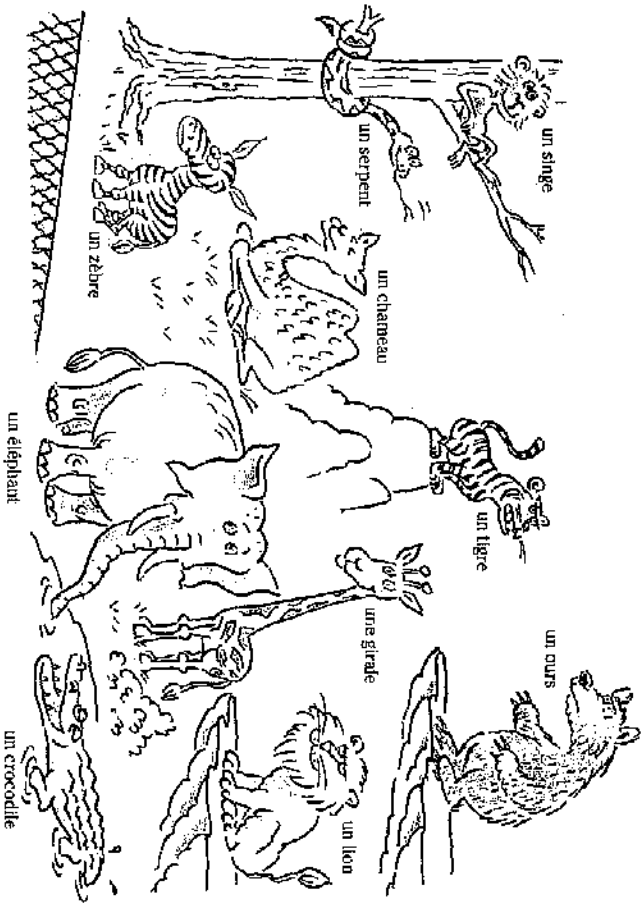 un singe
un ours
un tigre
un serpent
un chameau
une girafe
un lion
un zèbre
un éléphant
un crocodile